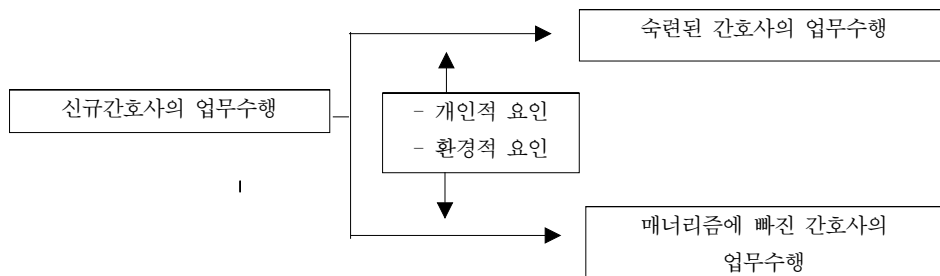 숙련된 간호사의 업무수행
신규간호사의 업무수행
- 개인적 요인
- 환경적 요인
매너리즘에 빠진 간호사의
업무수행